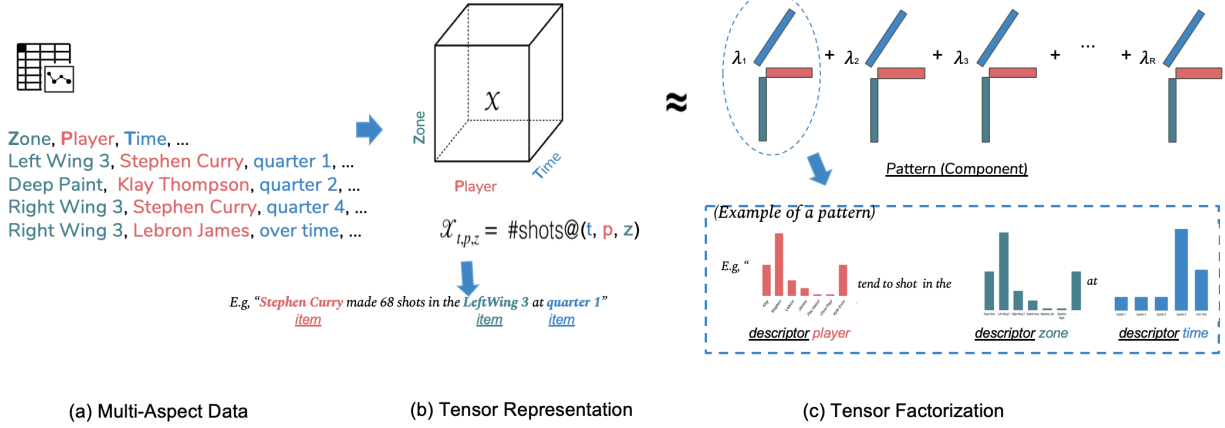 Zone, Player, Time, ...
Left Wing 3, Stephen Curry, quarter 1, ...
Deep Paint, Klay Thompson, quarter 2, ...
Right Wing 3, Stephen Curry, quarter 4, ...
Right Wing 3, Lebron James, over time, ...
(a) Multi-Aspect Data
Zone
X
Time
Player
X t,p,z = #shots@(t, p, z)
E.g, “Stephen Curry made 68 shots in the LeftWing 3 at quarter 1”
item item item
(b) Tensor Representation
≈
λ1 + λ2 + λ3 + ... + λR
Pattern (Component)
(Example of a pattern)
E.g, “ tend to shot in the at
descriptor player descriptor zone descriptor time
(c) Tensor Factorization